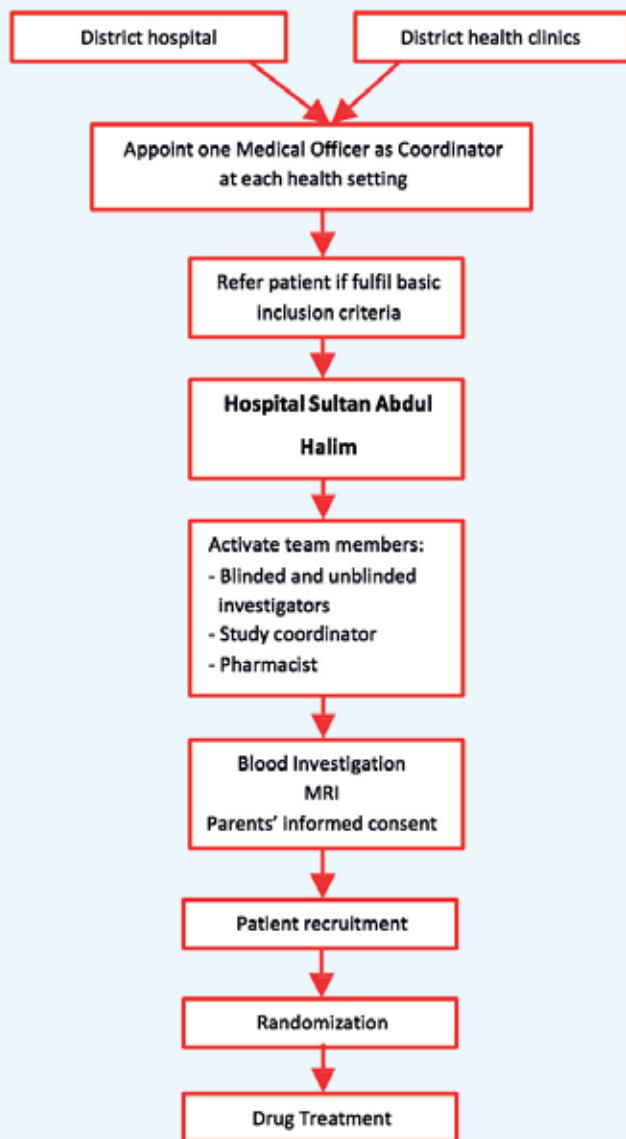 District hospital
District health clinics
Appoint one Medical Officer as Coordinator
at each health setting
Refer patient if fulfil basic
inclusion criteria
Hospital Sultan Abdul
Halim
Activate team members:
- Blinded and unblinded
investigators
- Study coordinator
- Pharmacist
Blood Investigation
MRI
Parents’ informed consent
Patient recruitment
Randomization
Drug Treatment